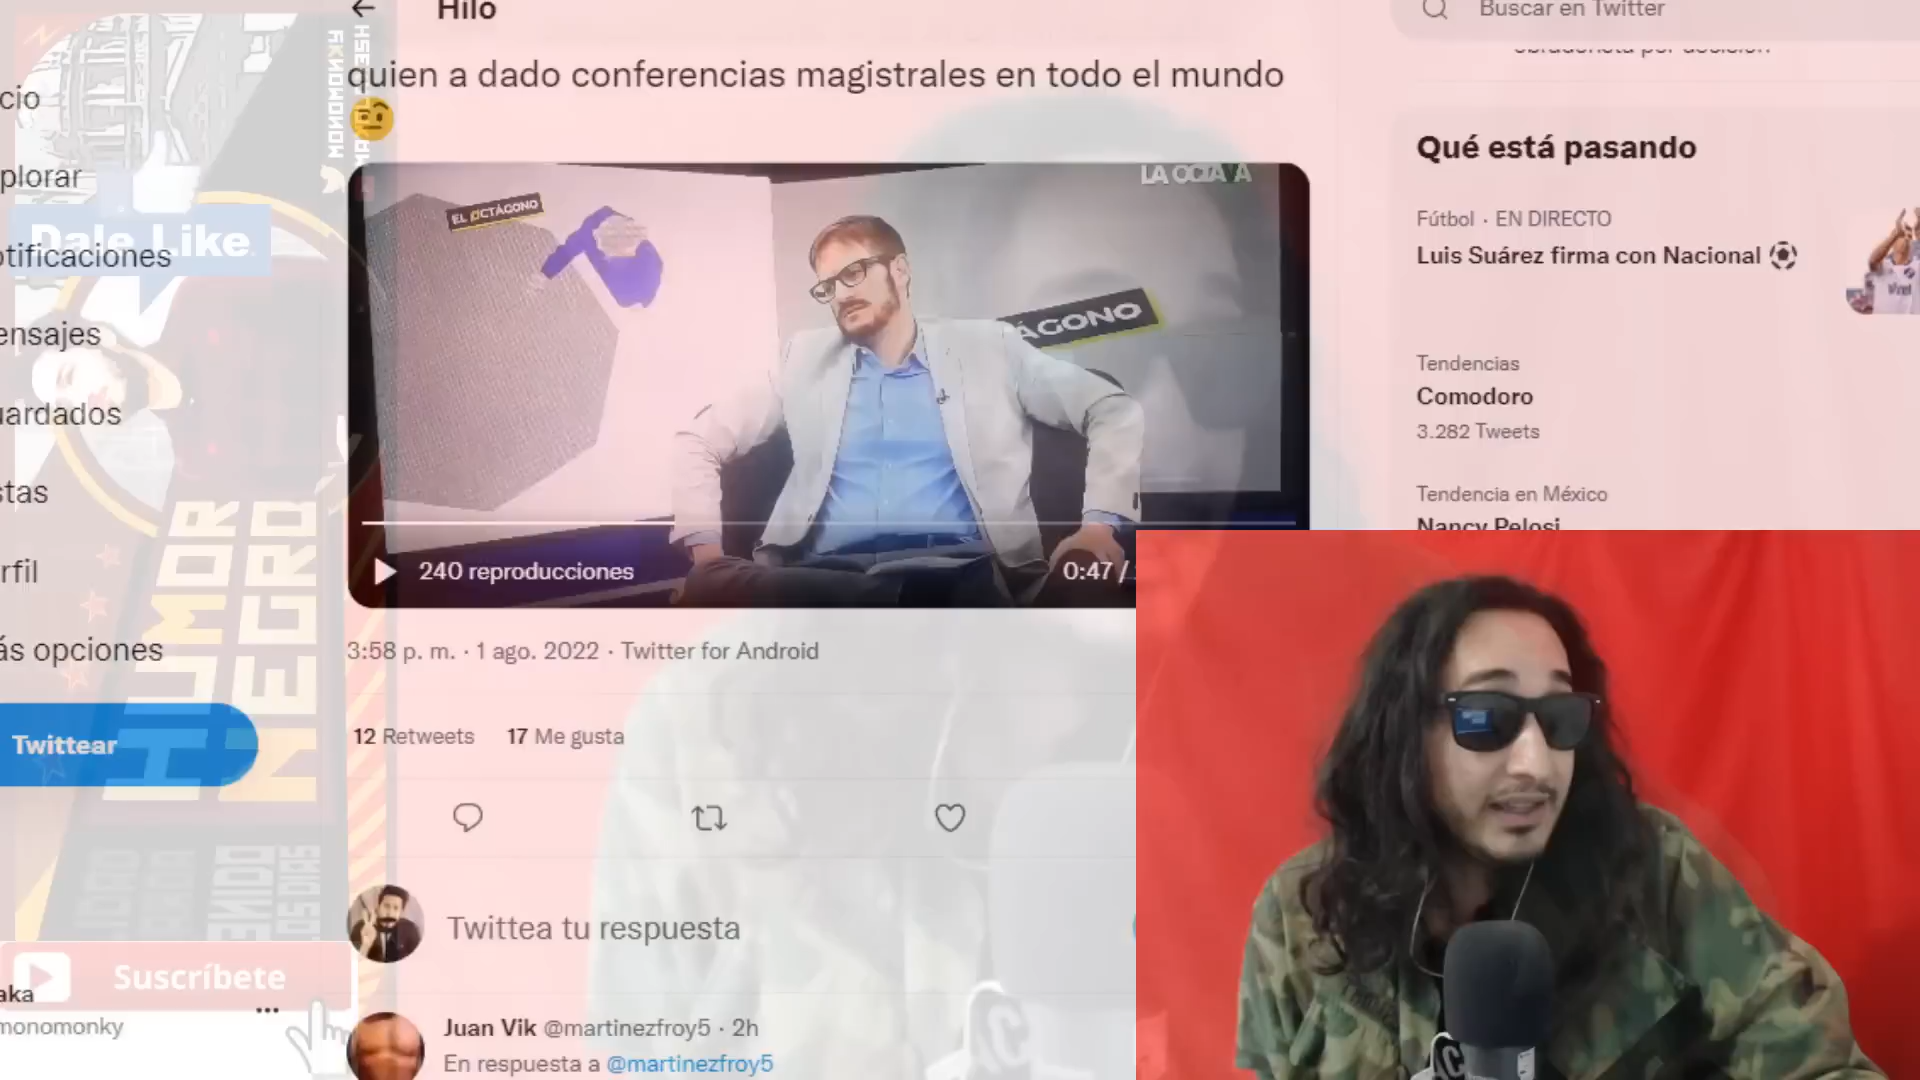 Hilo
Buscar en Twitter
quien a dado conferencias magistrales en todo el mundo
cio
plorar
Dale Like
otificaciones
ensajes
uardados
stas
rfil
ás opciones
Twittear
HUMOR
NEGRO
MONOMONKY
EL OCTÁGONO
LA OCTAVA
ÁGONO
240 reproducciones
0:47 /
3:58 p. m. · 1 ago. 2022 · Twitter for Android
12 Retweets 17 Me gusta
Twittea tu respuesta
Juan Vik @martinezfroy5 · 2h
En respuesta a @martinezfroy5
Suscríbete
aka
monomonky
Qué está pasando
Fútbol · EN DIRECTO
Luis Suárez firma con Nacional
Tendencias
Comodoro
3.282 Tweets
Tendencia en México
Nancy Pelosi